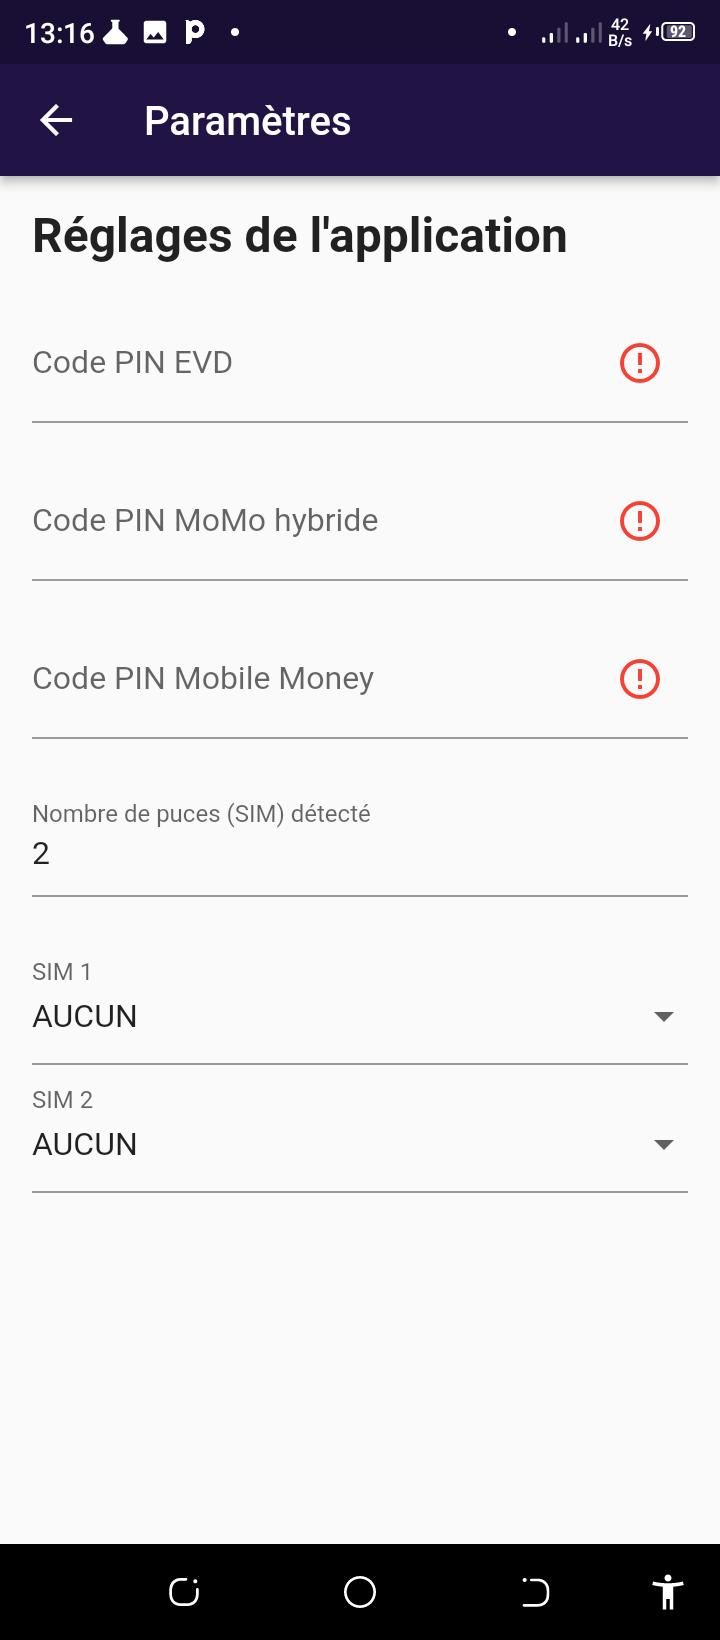 13:16
42
B/s
92
Paramètres
Réglages de l'application
Code PIN EVD
Code PIN MoMo hybride
Code PIN Mobile Money
Nombre de puces (SIM) détecté
2
SIM 1
AUCUN
SIM 2
AUCUN